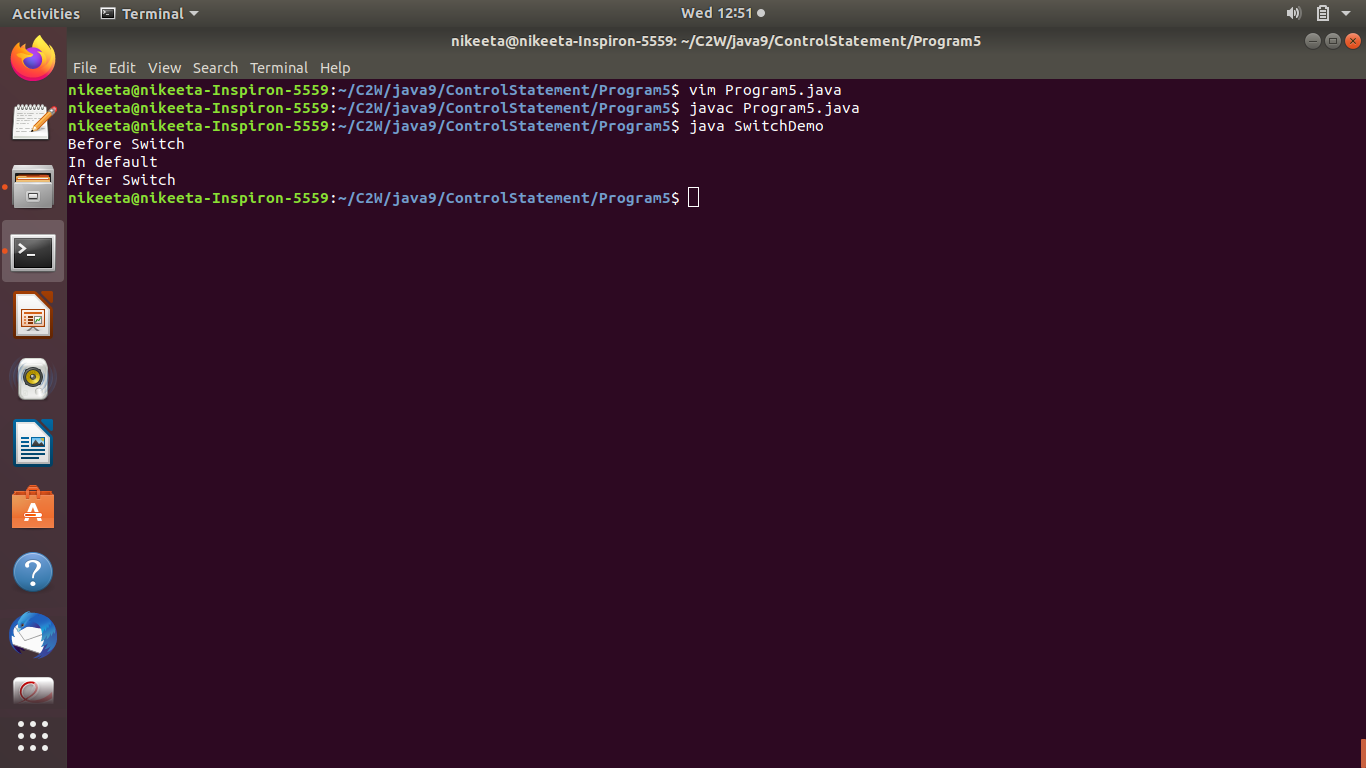 Activities Terminal Wed 12:51
nikeeta@nikeeta-Inspiron-5559: ~/C2W/java9/ControlStatement/Program5
File Edit View Search Terminal Help
nikeeta@nikeeta-Inspiron-5559:~/C2W/java9/ControlStatement/Program5$ vim Program5.java
nikeeta@nikeeta-Inspiron-5559:~/C2W/java9/ControlStatement/Program5$ javac Program5.java
nikeeta@nikeeta-Inspiron-5559:~/C2W/java9/ControlStatement/Program5$ java SwitchDemo
Before Switch
In default
After Switch
nikeeta@nikeeta-Inspiron-5559:~/C2W/java9/ControlStatement/Program5$